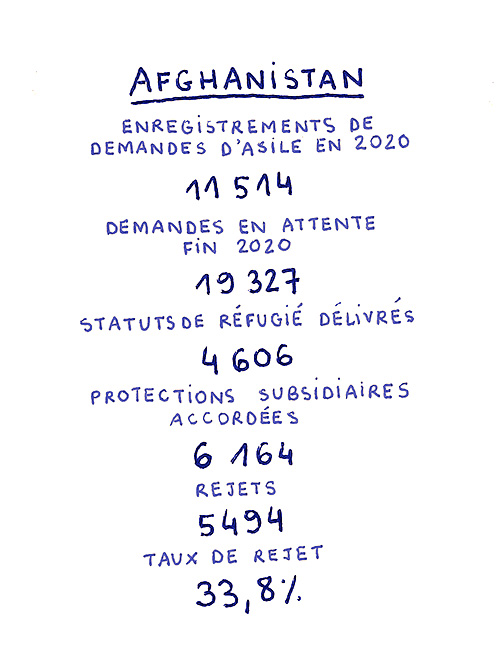 AFGHANISTAN
ENREGISTREMENTS DE
DEMANDES D'ASILE EN 2020
11 514
DEMANDES EN ATTENTE
FIN 2020
19 327
STATUTS DE RÉFUGIÉ DÉLIVRÉS
4 606
PROTECTIONS SUBSIDIAIRES
ACCORDÉES
6 164
REJETS
5494
TAUX DE REJET
33,8%